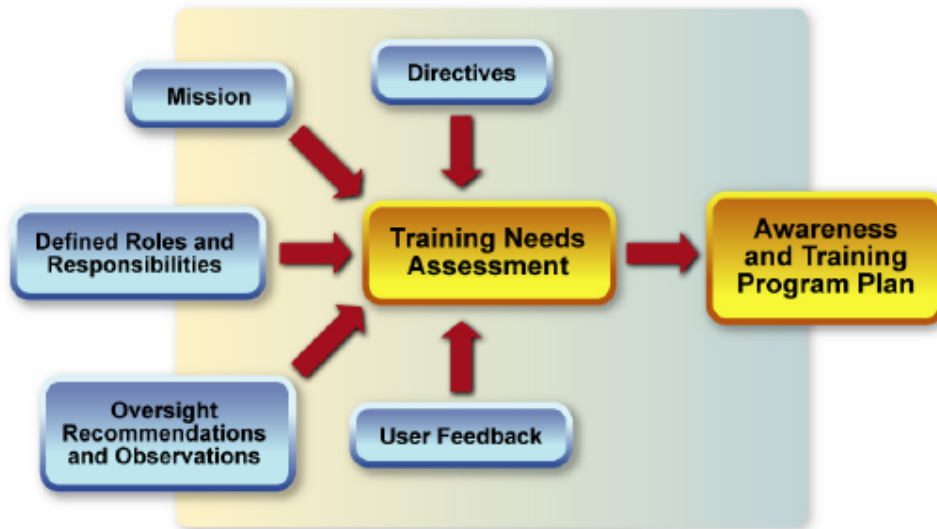 Directives
Mission
Defined Roles and
Responsibilities
Training Needs
Assessment
Awareness
and Training
Program Plan
Oversight
Recommendations
and Observations
User Feedback